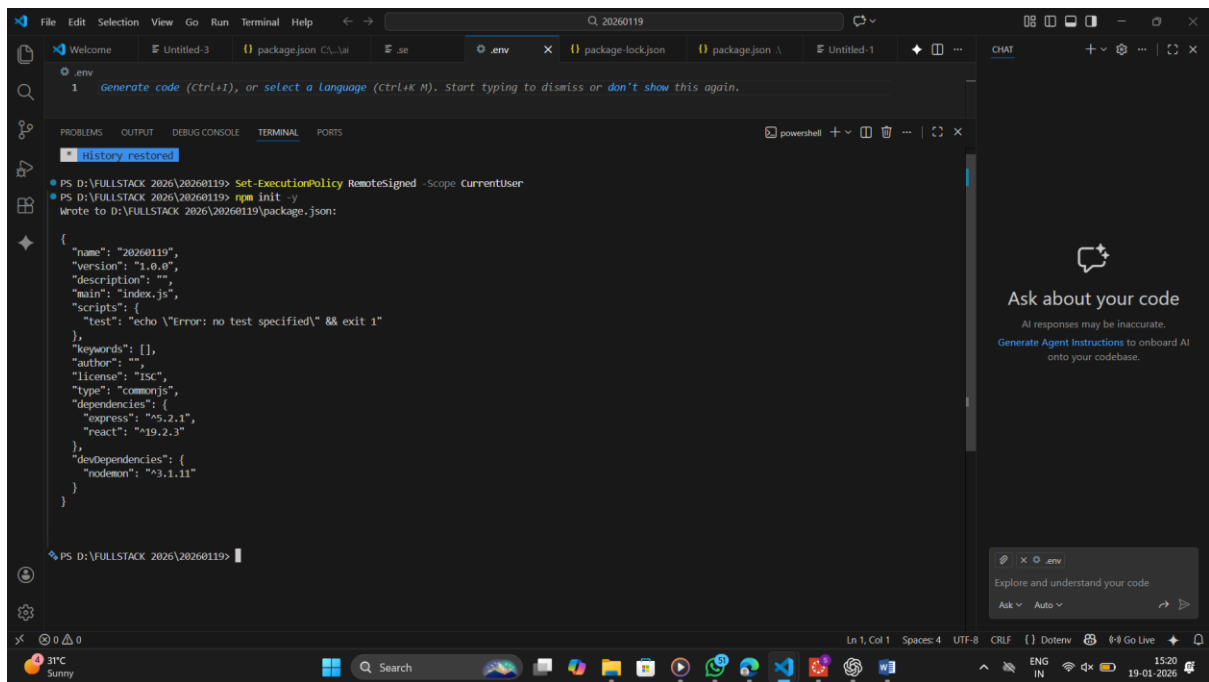 File Edit Selection View Go Run Terminal Help
20260119
Welcome
Untitled-3
package.json C:\...\ai
.se
.env
package-lock.json
package.json .\
Untitled-1
CHAT
.env
1 Generate code (Ctrl+I), or select a language (Ctrl+K M). Start typing to dismiss or don't show this again.
PROBLEMS OUTPUT DEBUG CONSOLE TERMINAL PORTS
powershell
* History restored
PS D:\FULLSTACK 2026\20260119> Set-ExecutionPolicy RemoteSigned -Scope CurrentUser
PS D:\FULLSTACK 2026\20260119> npm init -y
Wrote to D:\FULLSTACK 2026\20260119\package.json:
{
"name": "20260119",
"version": "1.0.0",
"description": "",
"main": "index.js",
"scripts": {
"test": "echo \"Error: no test specified\" && exit 1"
},
"keywords": [],
"author": "",
"license": "ISC",
"type": "commonjs",
"dependencies": {
"express": "^5.2.1",
"react": "^19.2.3"
},
"devDependencies": {
"nodemon": "^3.1.11"
}
}
PS D:\FULLSTACK 2026\20260119>
Ask about your code
AI responses may be inaccurate.
Generate Agent Instructions to onboard AI
onto your codebase.
.env
Explore and understand your code
Ask Auto
0 0
Ln 1, Col 1 Spaces: 4 UTF-8 CRLF {} Dotenv Go Live
4
31°C
Sunny
Search
51
ENG
IN
15:20
19-01-2026